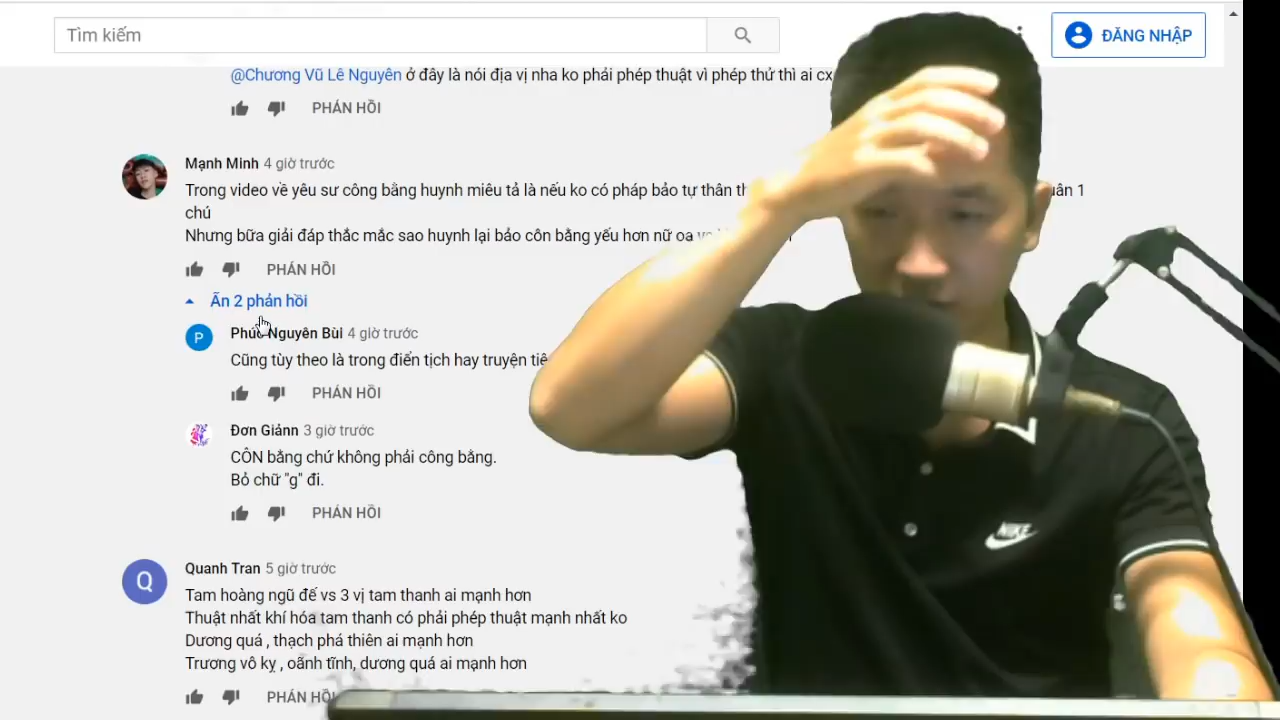 Tìm kiếm
ĐĂNG NHẬP
@Chương Vũ Lê Nguyên ở đây là nói địa vị nha ko phải phép thuật vì phép thử thì ai cx
PHẢN HỒI
Mạnh Minh 4 giờ trước
Trong video về yêu sư công bằng huynh miêu tả là nếu ko có pháp bảo tự thân 1
chú
Nhưng bữa giải đáp thắc mắc sao huynh lại bảo côn bằng yếu hơn nữ oa
PHẢN HỒI
Ẩn 2 phản hồi
P
Phúc Nguyên Bùi 4 giờ trước
Cũng tùy theo là trong điển tịch hay truyện
PHẢN HỒI
Đơn Giảnn 3 giờ trước
CÔN bằng chứ không phải công bằng.
Bỏ chữ "g" đi.
PHẢN HỒI
Q
Quanh Tran 5 giờ trước
Tam hoàng ngũ đế vs 3 vị tam thanh ai mạnh hơn
Thuật nhất khí hóa tam thanh có phải phép thuật mạnh nhất ko
Dương quá , thạch phá thiên ai mạnh hơn
Trương vô kỵ , oãnh tĩnh, dương quá ai mạnh hơn
PHẢN HỒI
NIKE